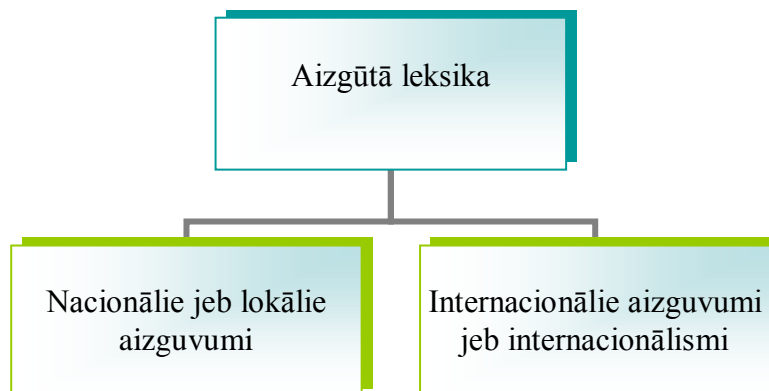 Aizgūtā leksika
Nacionālie jeb lokālie
aizguvumi
Internacionālie aizguvumi
jeb internacionālismi